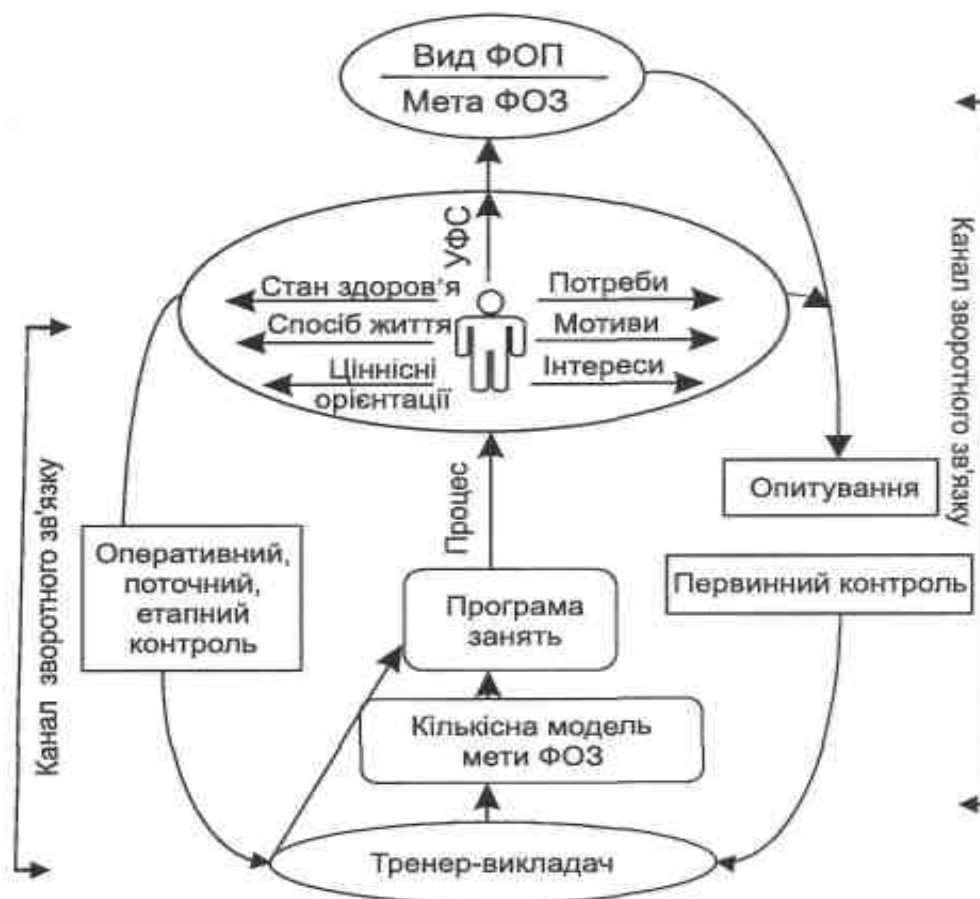 Вид ФОП
Мета ФОЗ
УФС
Стан здоров'я
Спосіб життя
Ціннісні
орієнтації
Потреби
Мотиви
Інтереси
Канал зворотного зв'язку
Опитування
Первинний контроль
Процес
Оперативний,
поточний,
етапний
контроль
Канал зворотного зв'язку
Програма
занять
Кількісна модель
мети ФОЗ
Тренер-викладач